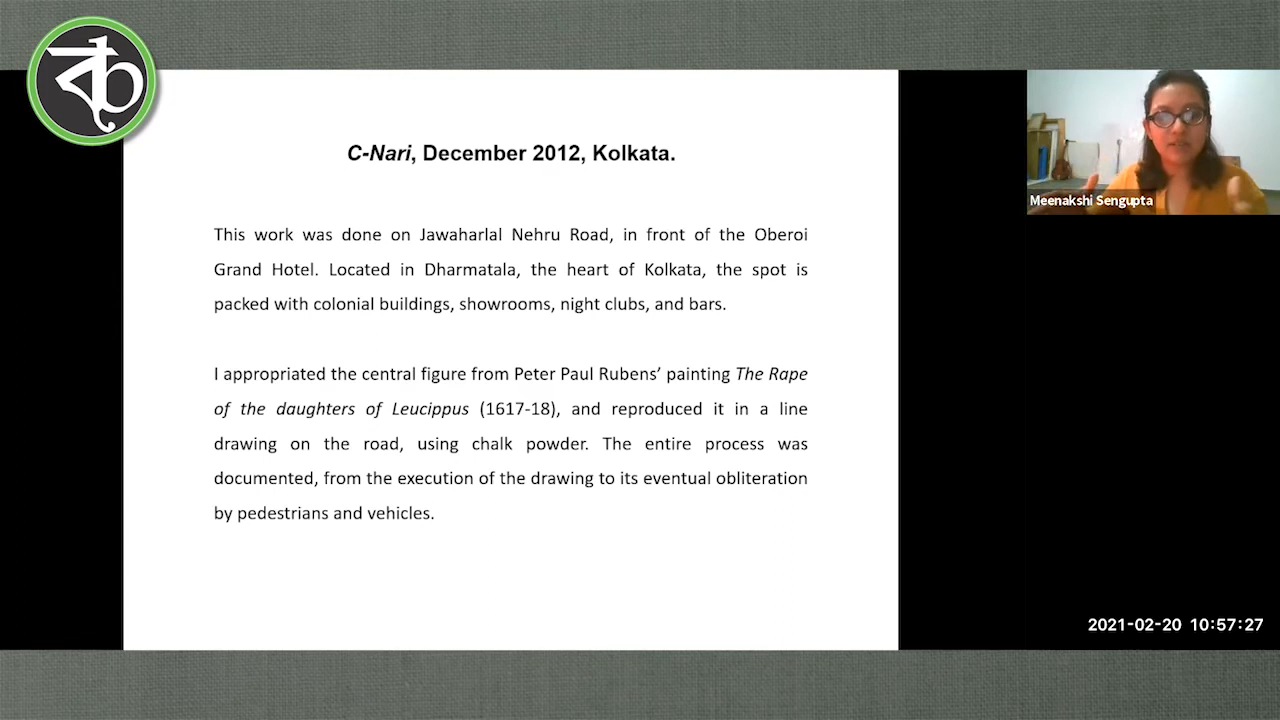 ক
C-Nari, December 2012, Kolkata.
This work was done on Jawaharlal Nehru Road, in front of the Oberoi
Grand Hotel. Located in Dharmatala, the heart of Kolkata, the spot is
packed with colonial buildings, showrooms, night clubs, and bars.
I appropriated the central figure from Peter Paul Rubens’ painting The Rape
of the daughters of Leucippus (1617-18), and reproduced it in a line
drawing on the road, using chalk powder. The entire process was
documented, from the execution of the drawing to its eventual obliteration
by pedestrians and vehicles.
Meenakshi Sengupta
2021-02-20 10:57:27